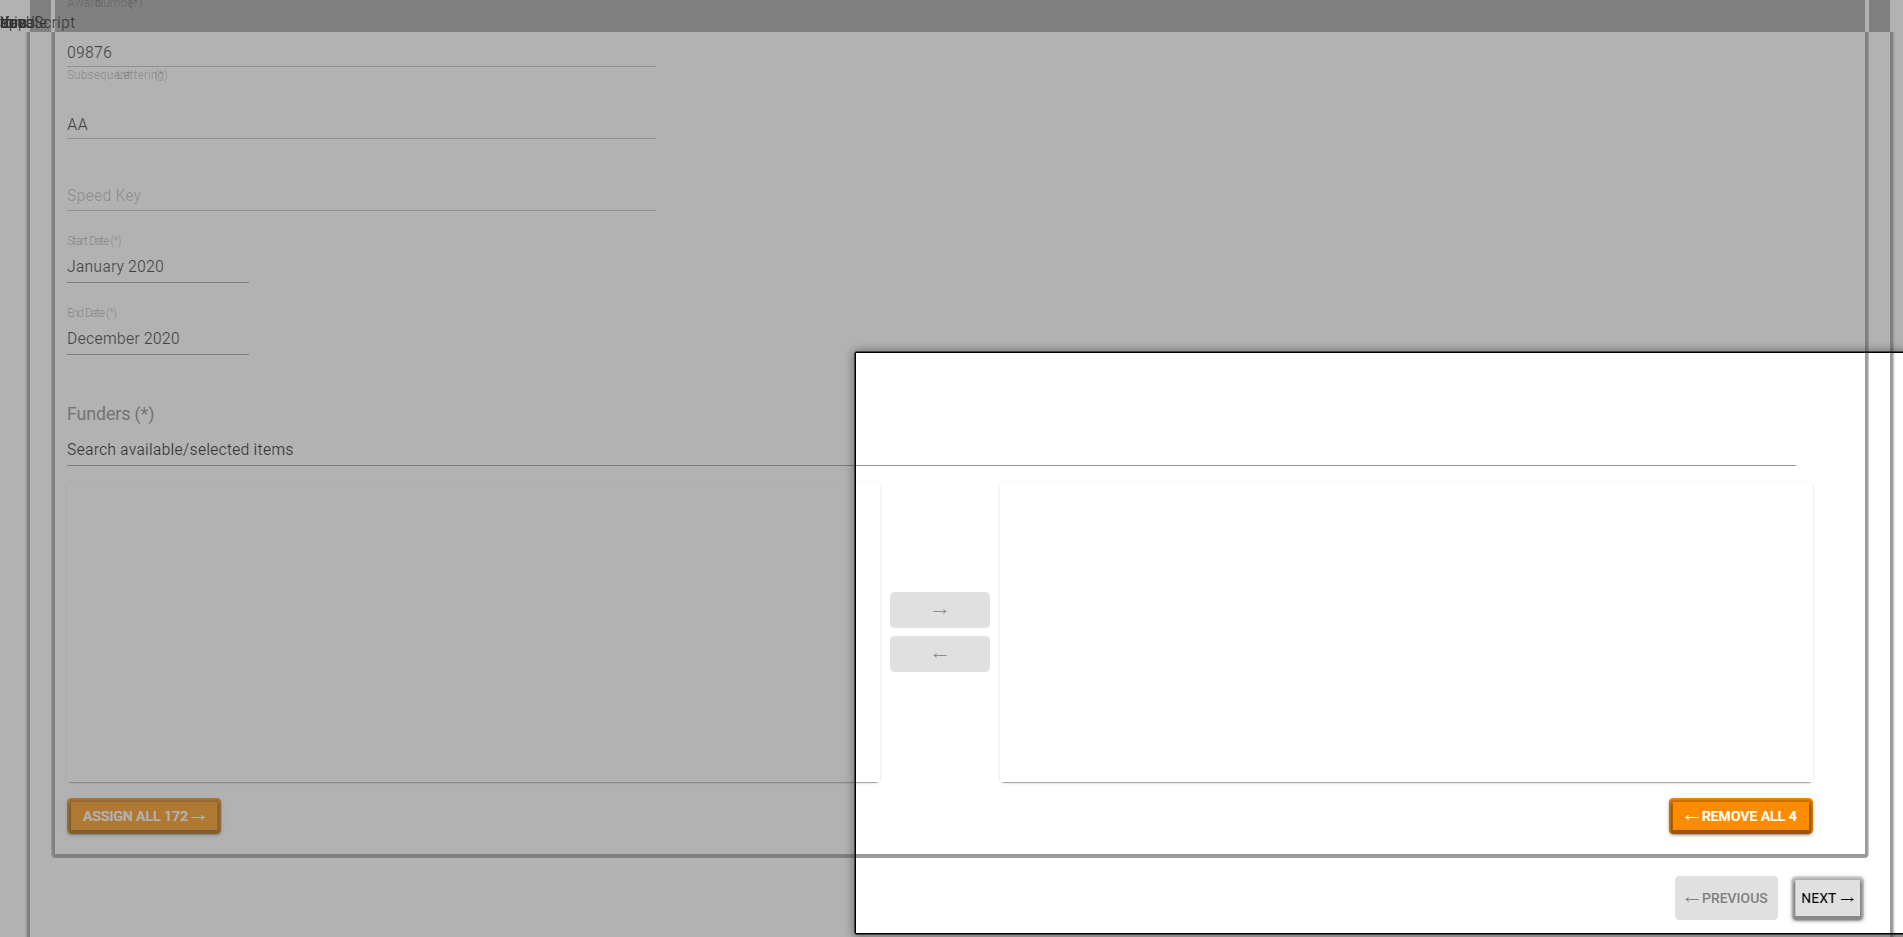 Award Number (*)
09876
Subsequent Lettering (*)
AA
Speed Key
Start Date (*)
January 2020
End Date (*)
December 2020
Funders (*)
Search available/selected items
→
←
ASSIGN ALL 172 →
← REMOVE ALL 4
← PREVIOUS
NEXT →